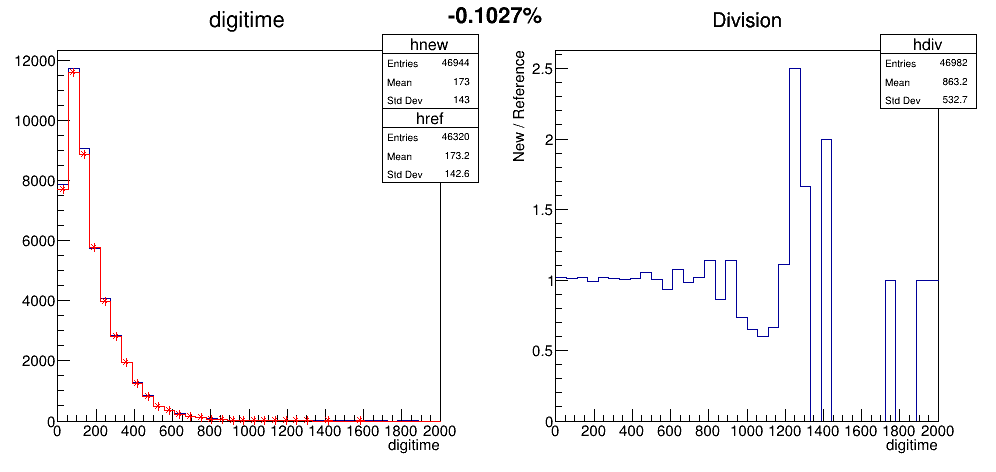 -0.1027%
digitime
hnew
Entries 46944
Mean 173
Std Dev 143
href
Entries 46320
Mean 173.2
Std Dev 142.6
12000
10000
8000
6000
4000
2000
0
0 200 400 600 800 1000 1200 1400 1600 1800 2000
digitime
Division
hdiv
Entries 46982
Mean 863.2
Std Dev 532.7
New / Reference
2.5
2
1.5
1
0.5
0
0 200 400 600 800 1000 1200 1400 1600 1800 2000
digitime